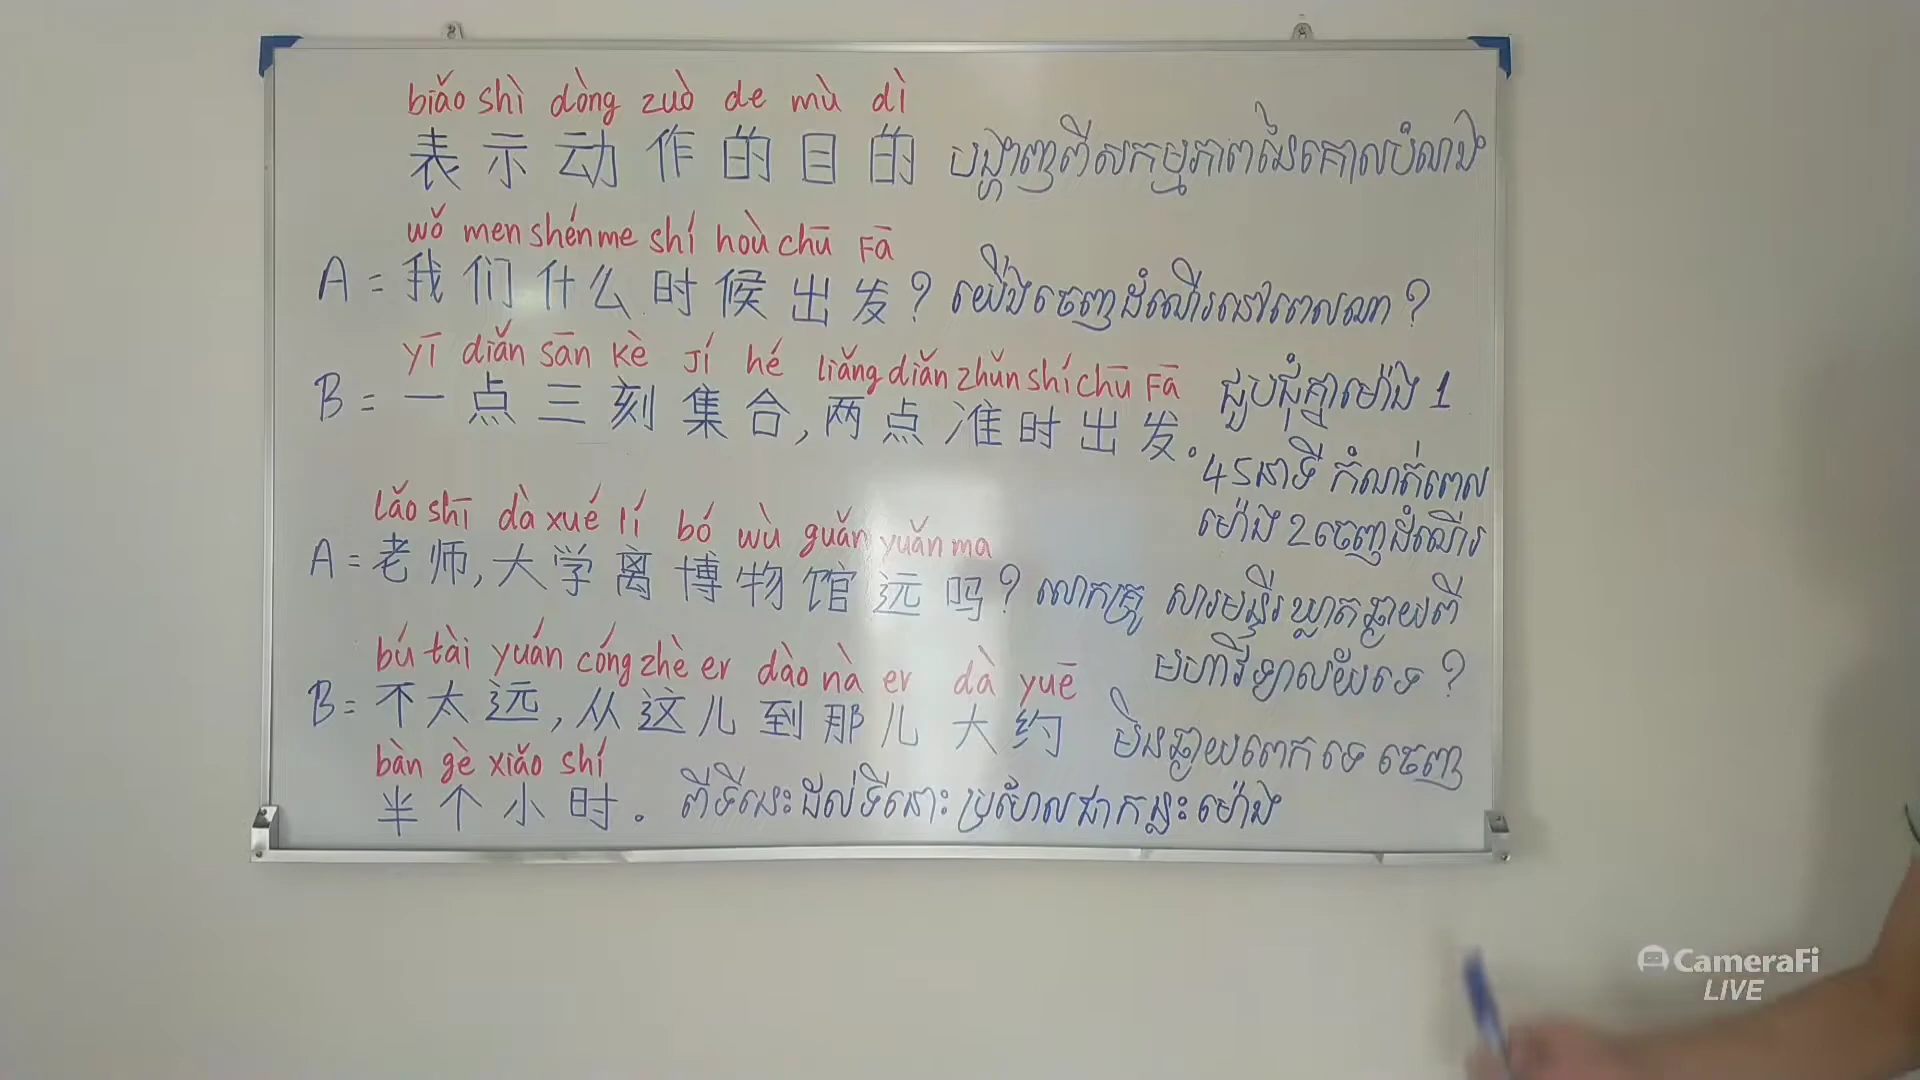 biǎo shì dòng zuò de mù dì
表示动作的目的 បង្ហាញពីសកម្មភាពនៃគោលបំណង
wǒ men shénme shí hoù chū Fā
A = 我们什么时候出发? យើងចេញដំណើរនៅពេលណា?
yī diǎn sān kè Jí hé liǎng diǎn zhǔn shí chū Fā
B = 一点三刻集合,两点准时出发。 ជួបជុំគ្នាម៉ោង 1
45នាទី កំណត់ពេល
ម៉ោង 2 ចេញដំណើរ
lǎo shī dà xué lí bó wù guǎn yuǎn ma
A = 老师,大学离博物馆远吗? លោកគ្រូ សារមន្ទីរឃ្លាតឆ្ងាយពី
មហាវិទ្យាល័យទេ?
bú tài yuán cóng zhè er dào nà er dà yuē
B = 不太远,从这儿到那儿大约 មិនឆ្ងាយពេកទេ ចេញ
bàn gè xiǎo shí
半个小时. ពីទីនេះដល់ទីនោះប្រហែលជាកន្លះម៉ោង
CameraFi
LIVE